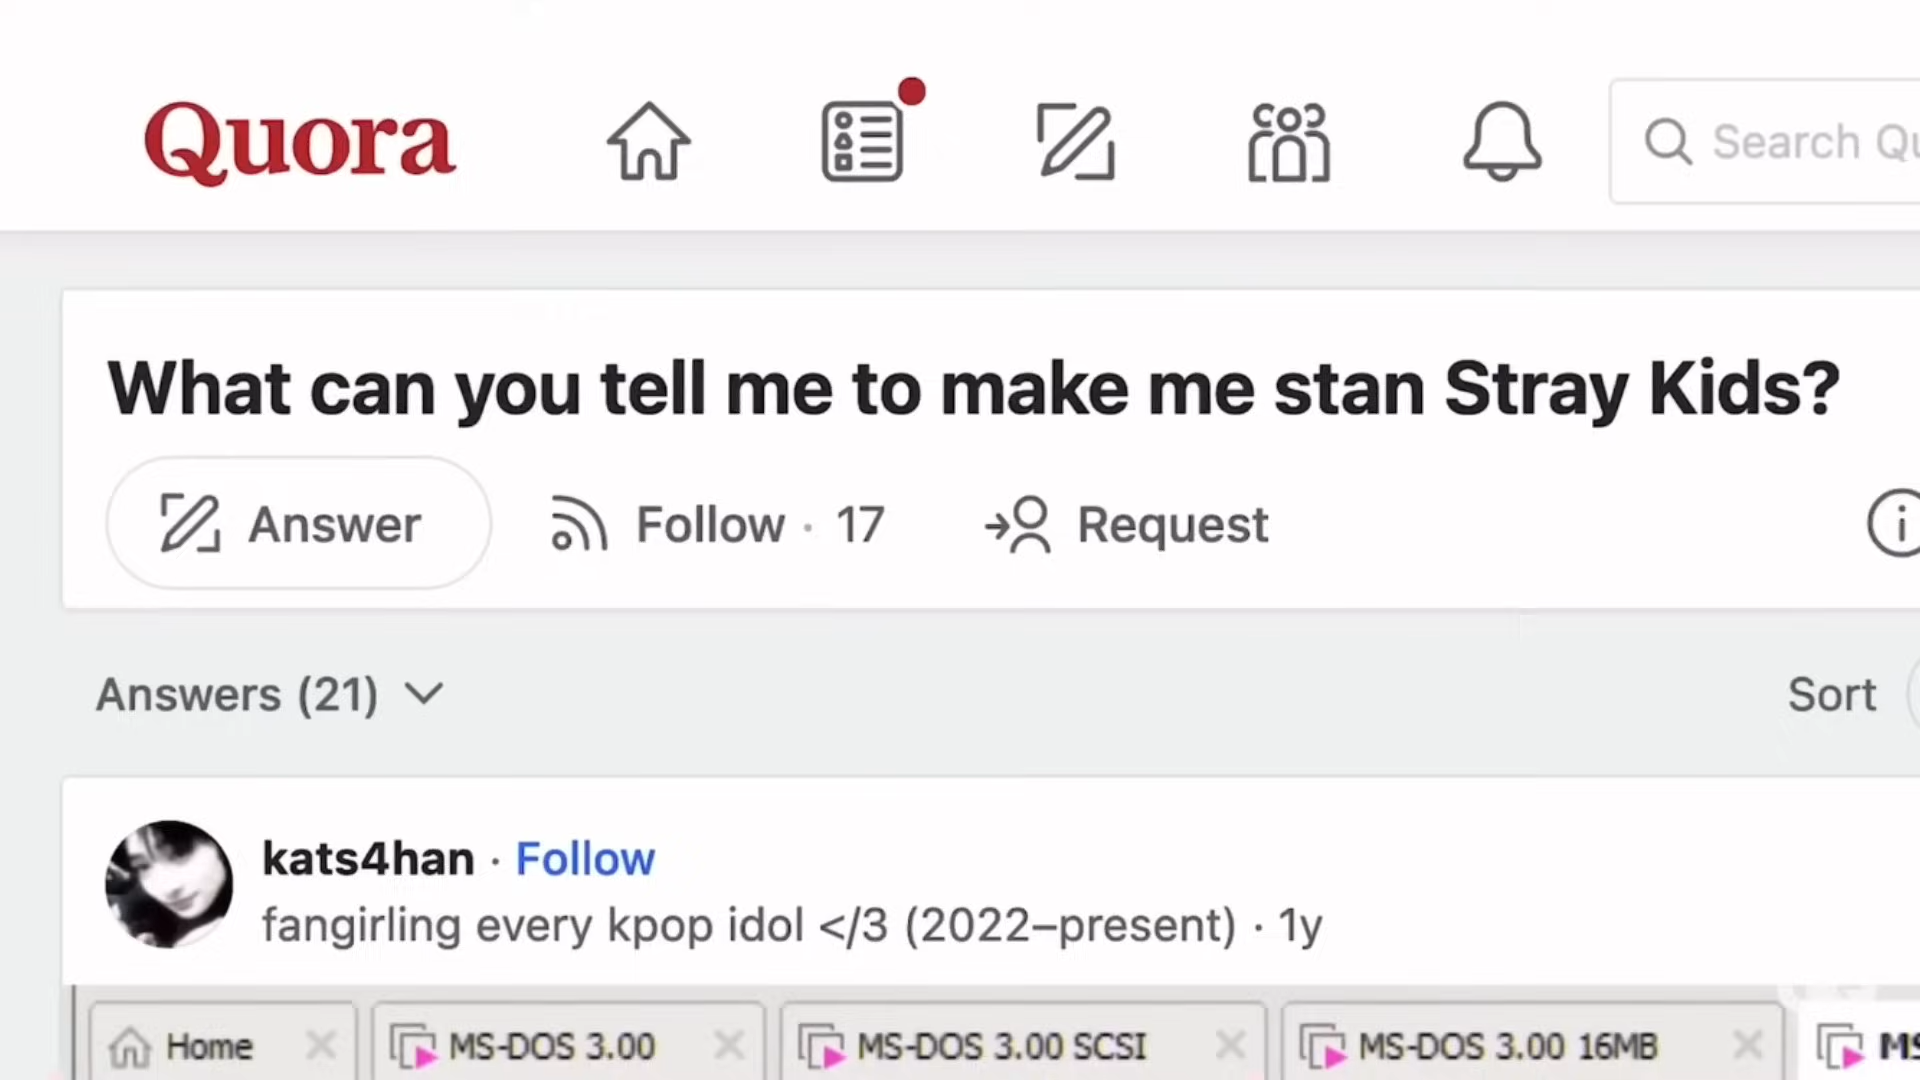 Quora
Search Qu
What can you tell me to make me stan Stray Kids?
Answer
Follow · 17
Request
Answers (21)
Sort
kats4han · Follow
fangirling every kpop idol </3 (2022–present) · 1y
Home
MS-DOS 3.00
MS-DOS 3.00 SCSI
MS-DOS 3.00 16MB
MS